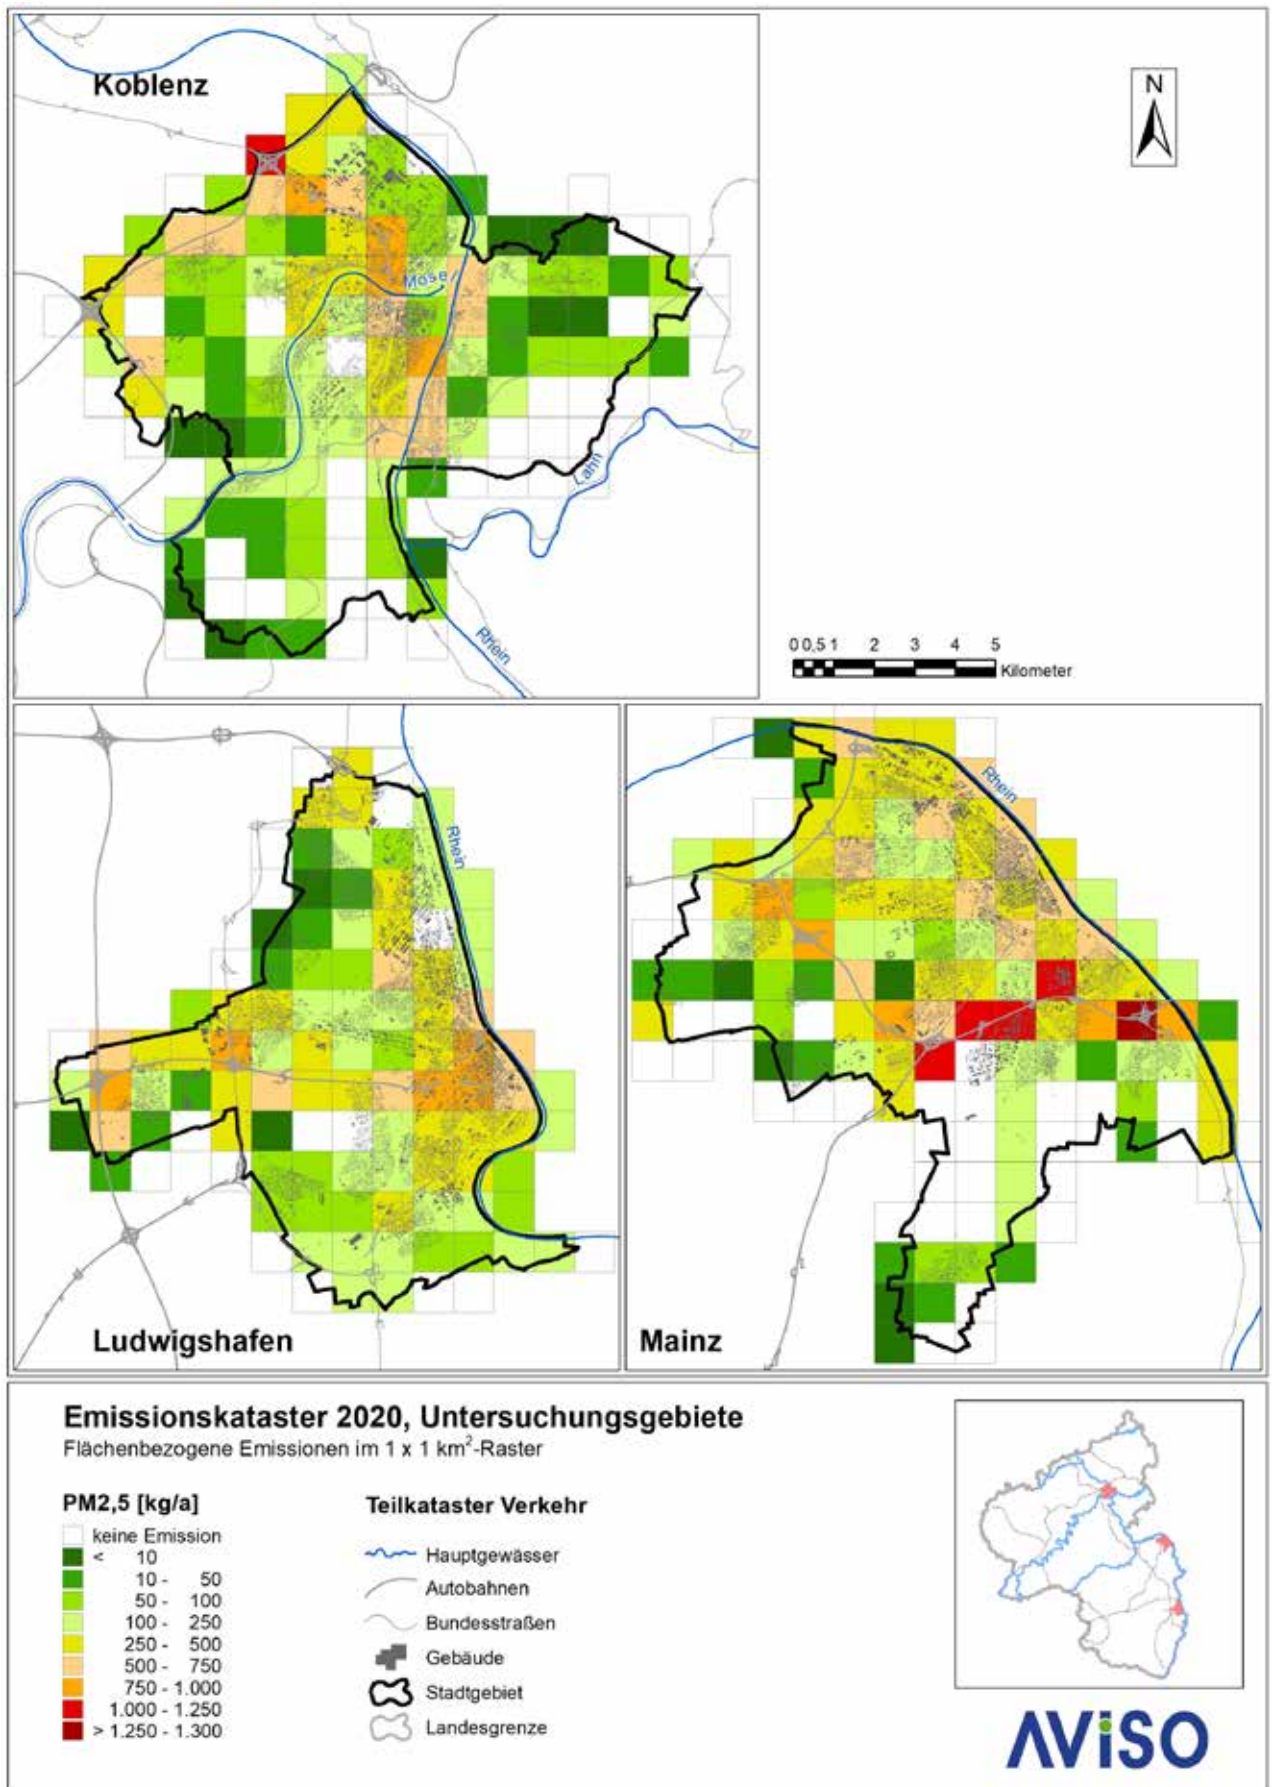 Koblenz
N
Mosel
Lahn
Rhein
0 0,5 1 2 3 4 5
Kilometer
Rhein
Ludwigshafen
Rhein
Mainz
Emissionskataster 2020, Untersuchungsgebiete
Flächenbezogene Emissionen im 1 x 1 km²-Raster
PM2,5 [kg/a]
keine Emission
< 10
10 - 50
50 - 100
100 - 250
250 - 500
500 - 750
750 - 1.000
1.000 - 1.250
> 1.250 - 1.300
Teilkataster Verkehr
Hauptgewässer
Autobahnen
Bundesstraßen
Gebäude
Stadtgebiet
Landesgrenze
AViSO